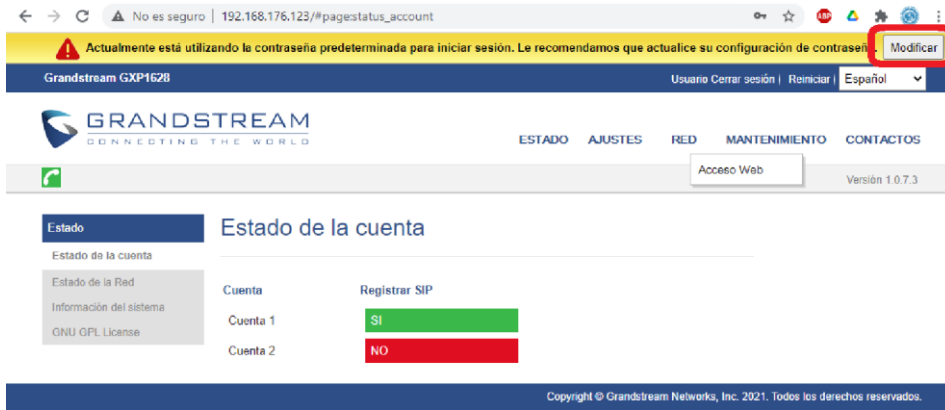 No es seguro | 192.168.176.123/#page:status_account
ABP
Actualmente está utilizando la contraseña predeterminada para iniciar sesión. Le recomendamos que actualice su configuración de contraseñ
Modificar
Grandstream GXP1628
Usuario Cerrar sesión | Reiniciar | Español
GRANDSTREAM
CONNECTING THE WORLD
ESTADO AJUSTES RED MANTENIMIENTO CONTACTOS
Acceso Web
Versión 1.0.7.3
Estado
Estado de la cuenta
Estado de la cuenta
Estado de la Red
Información del sistema
GNU GPL License
Cuenta Registrar SIP
Cuenta 1 SI
Cuenta 2 NO
Copyright © Grandstream Networks, Inc. 2021. Todos los derechos reservados.